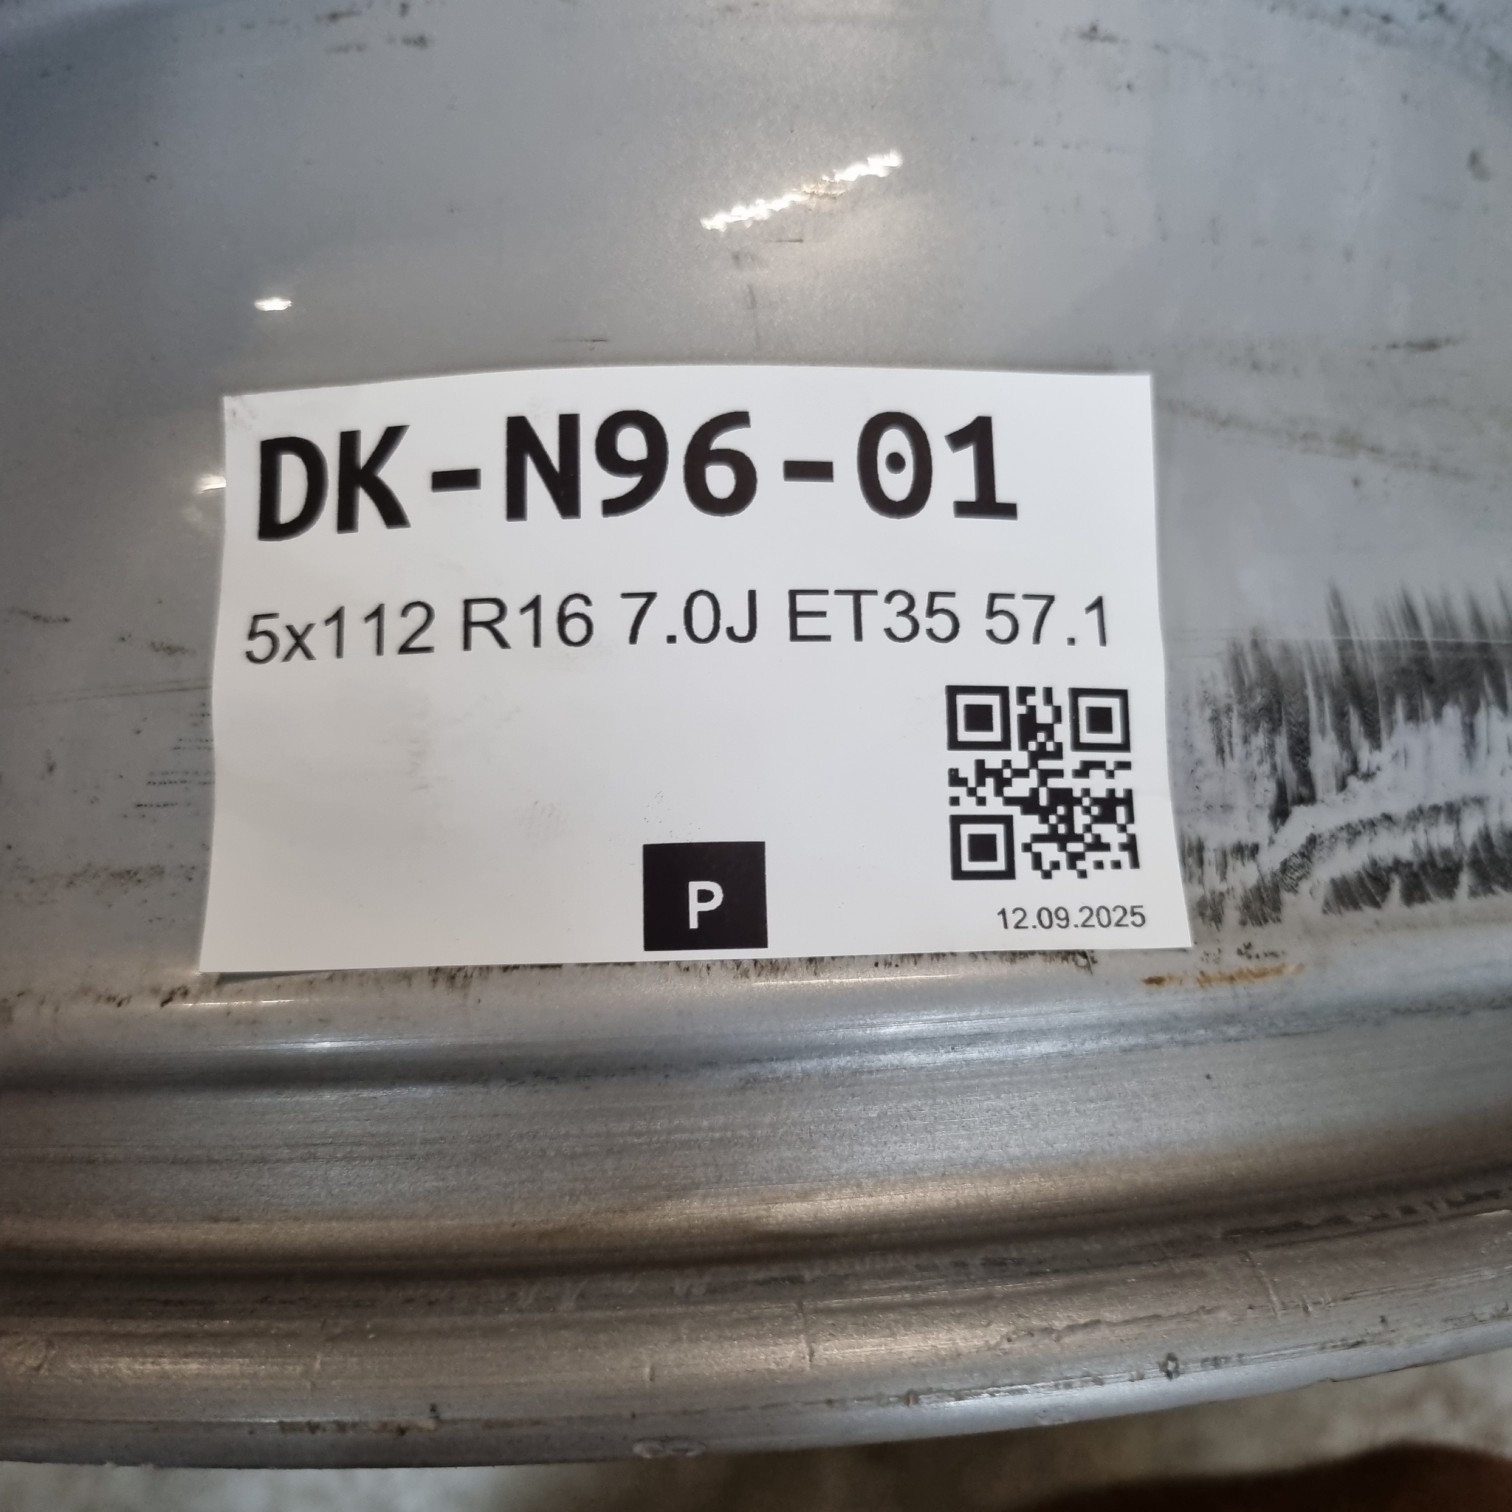 DK-N96-01
5x112 R16 7.0J ET35 57.1
P
12.09.2025